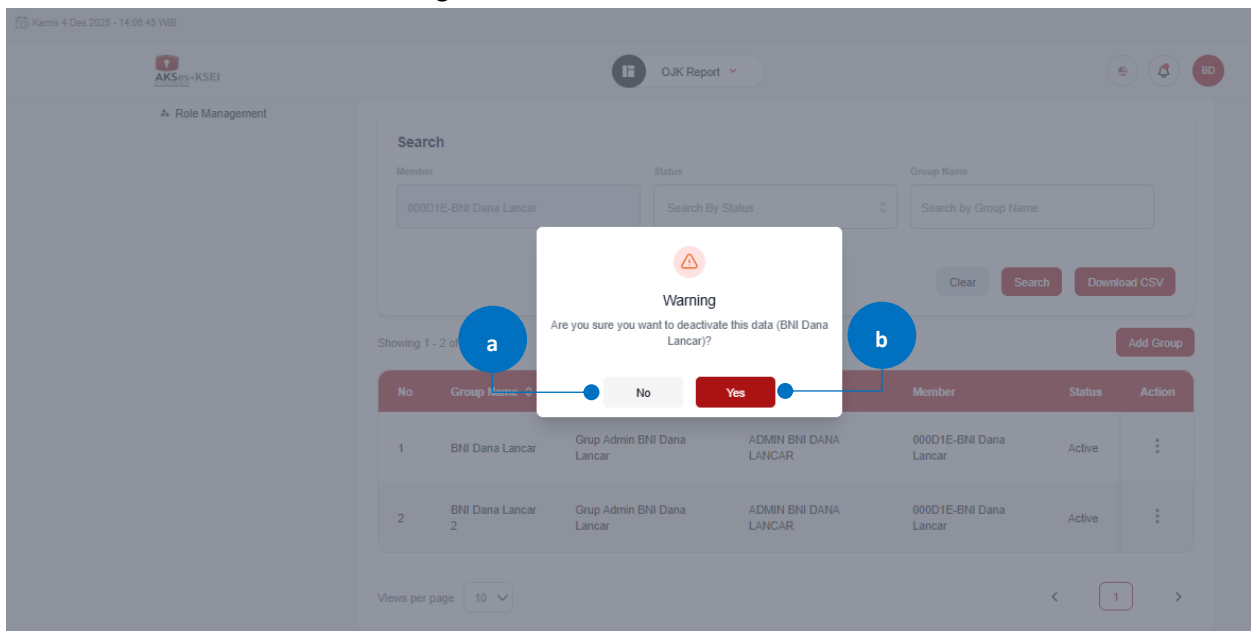 Kamis 4 Des 2025 - 14:06:45 WIB
AKSes-KSEI
OJK Report
BD
Role Management
Search
Member
Status
Group Name
000D1E-BNI Dana Lancar
Search By Status
Search by Group Name
Clear
Search
Download CSV
Warning
Are you sure you want to deactivate this data (BNI Dana
Lancar)?
No
Yes
a
b
Showing 1 - 2 of
Add Group
No
Group Name
Member
Status
Action
1
BNI Dana Lancar
Grup Admin BNI Dana
Lancar
ADMIN BNI DANA
LANCAR
000D1E-BNI Dana
Lancar
Active
2
BNI Dana Lancar
2
Grup Admin BNI Dana
Lancar
ADMIN BNI DANA
LANCAR
000D1E-BNI Dana
Lancar
Active
Views per page
10
1